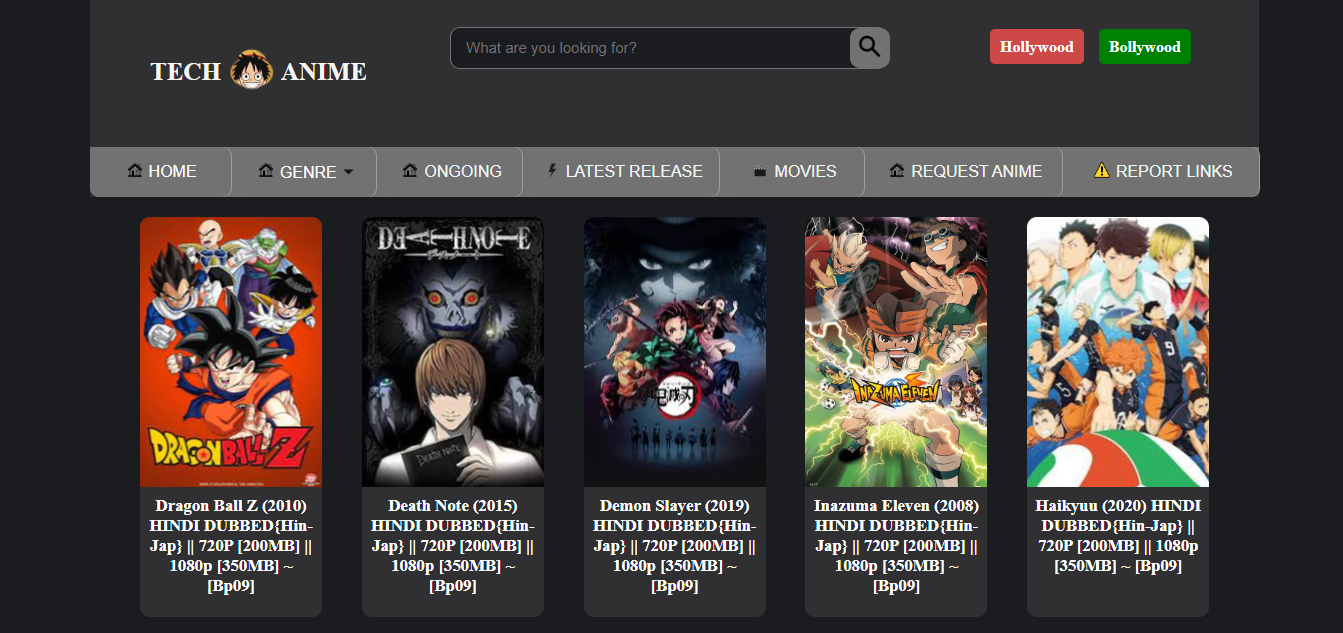 TECH ANIME
What are you looking for?
Hollywood
Bollywood
HOME
GENRE
ONGOING
LATEST RELEASE
MOVIES
REQUEST ANIME
REPORT LINKS
DRAGON BALL Z
DEATH NOTE
DEATH NOTE
INAZUMA ELEVEN
9
Dragon Ball Z (2010)
HINDI DUBBED{Hin-
Jap} || 720P [200MB] ||
1080p [350MB] ~
[Bp09]
Death Note (2015)
HINDI DUBBED{Hin-
Jap} || 720P [200MB] ||
1080p [350MB] ~
[Bp09]
Demon Slayer (2019)
HINDI DUBBED{Hin-
Jap} || 720P [200MB] ||
1080p [350MB] ~
[Bp09]
Inazuma Eleven (2008)
HINDI DUBBED{Hin-
Jap} || 720P [200MB] ||
1080p [350MB] ~
[Bp09]
Haikyuu (2020) HINDI
DUBBED{Hin-Jap} ||
720P [200MB] || 1080p
[350MB] ~ [Bp09]